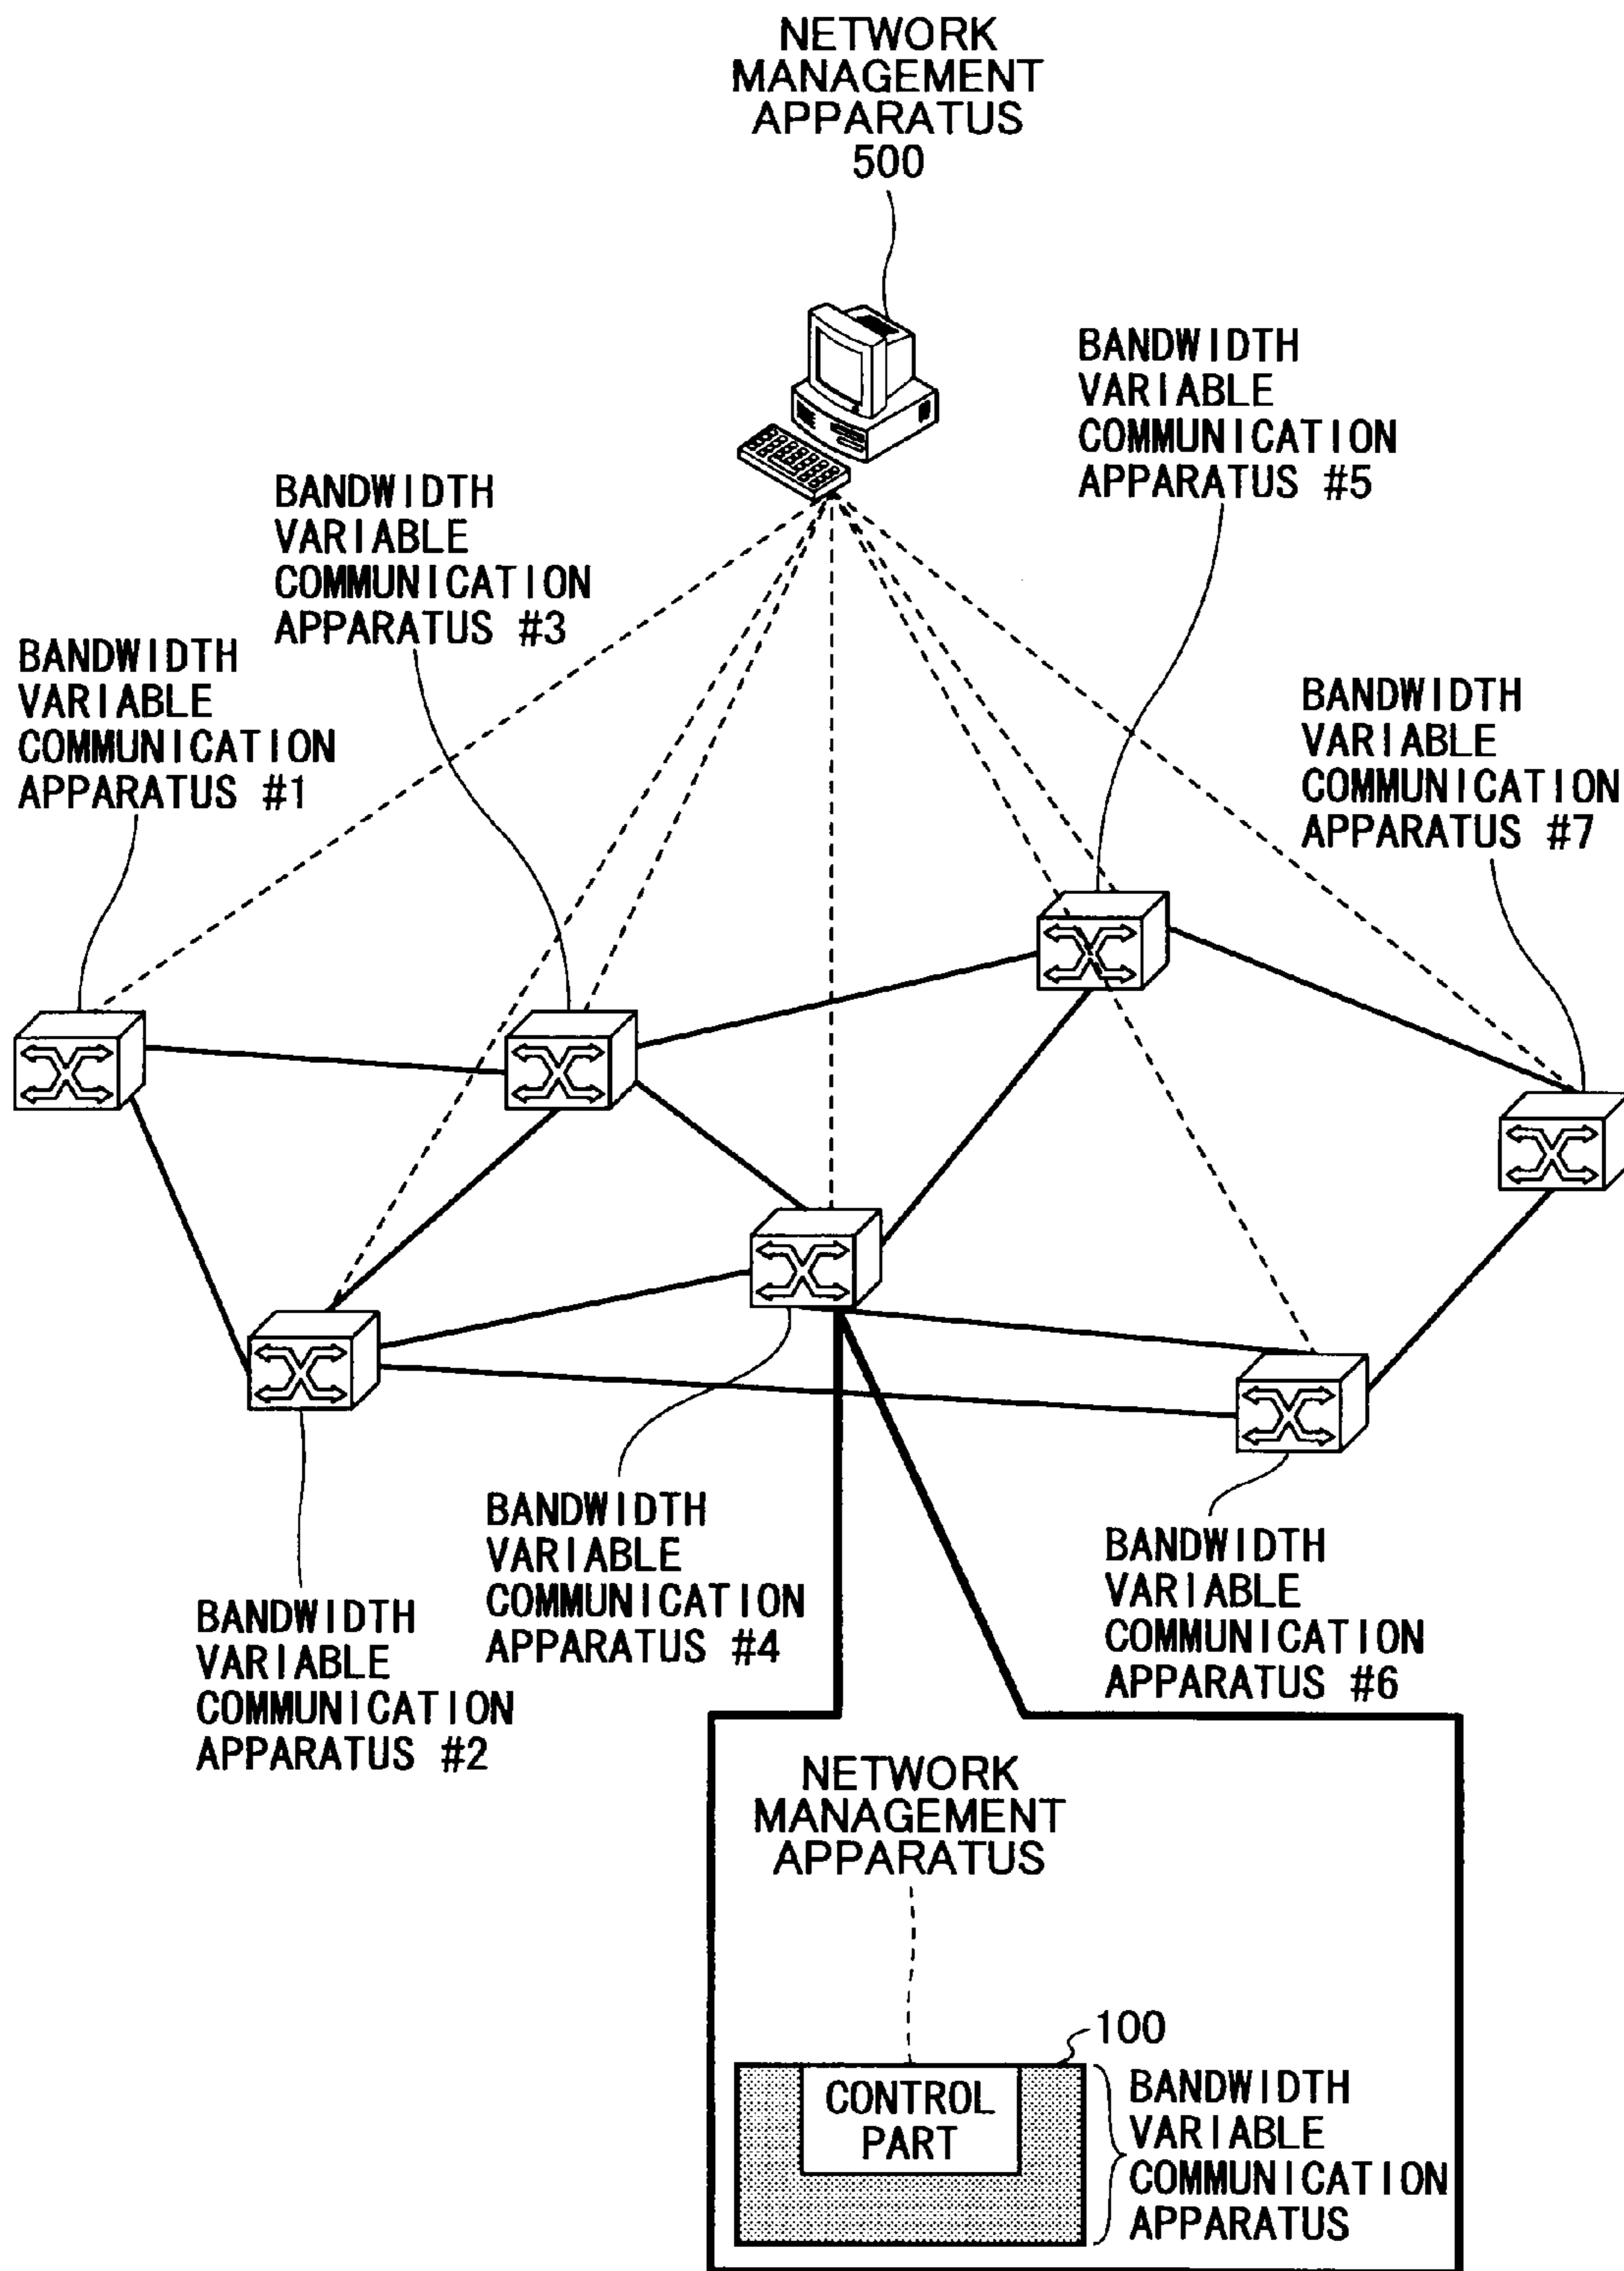 NETWORK
MANAGEMENT
APPARATUS
500
BANDWIDTH
VARIABLE
COMMUNICATION
APPARATUS #5
BANDWIDTH
VARIABLE
COMMUNICATION
APPARATUS #3
BANDWIDTH
VARIABLE
COMMUNICATION
APPARATUS #1
BANDWIDTH
VARIABLE
COMMUNICATION
APPARATUS #7
BANDWIDTH
VARIABLE
COMMUNICATION
APPARATUS #4
BANDWIDTH
VARIABLE
COMMUNICATION
APPARATUS #6
BANDWIDTH
VARIABLE
COMMUNICATION
APPARATUS #2
NETWORK
MANAGEMENT
APPARATUS
100
CONTROL
PART
BANDWIDTH
VARIABLE
COMMUNICATION
APPARATUS